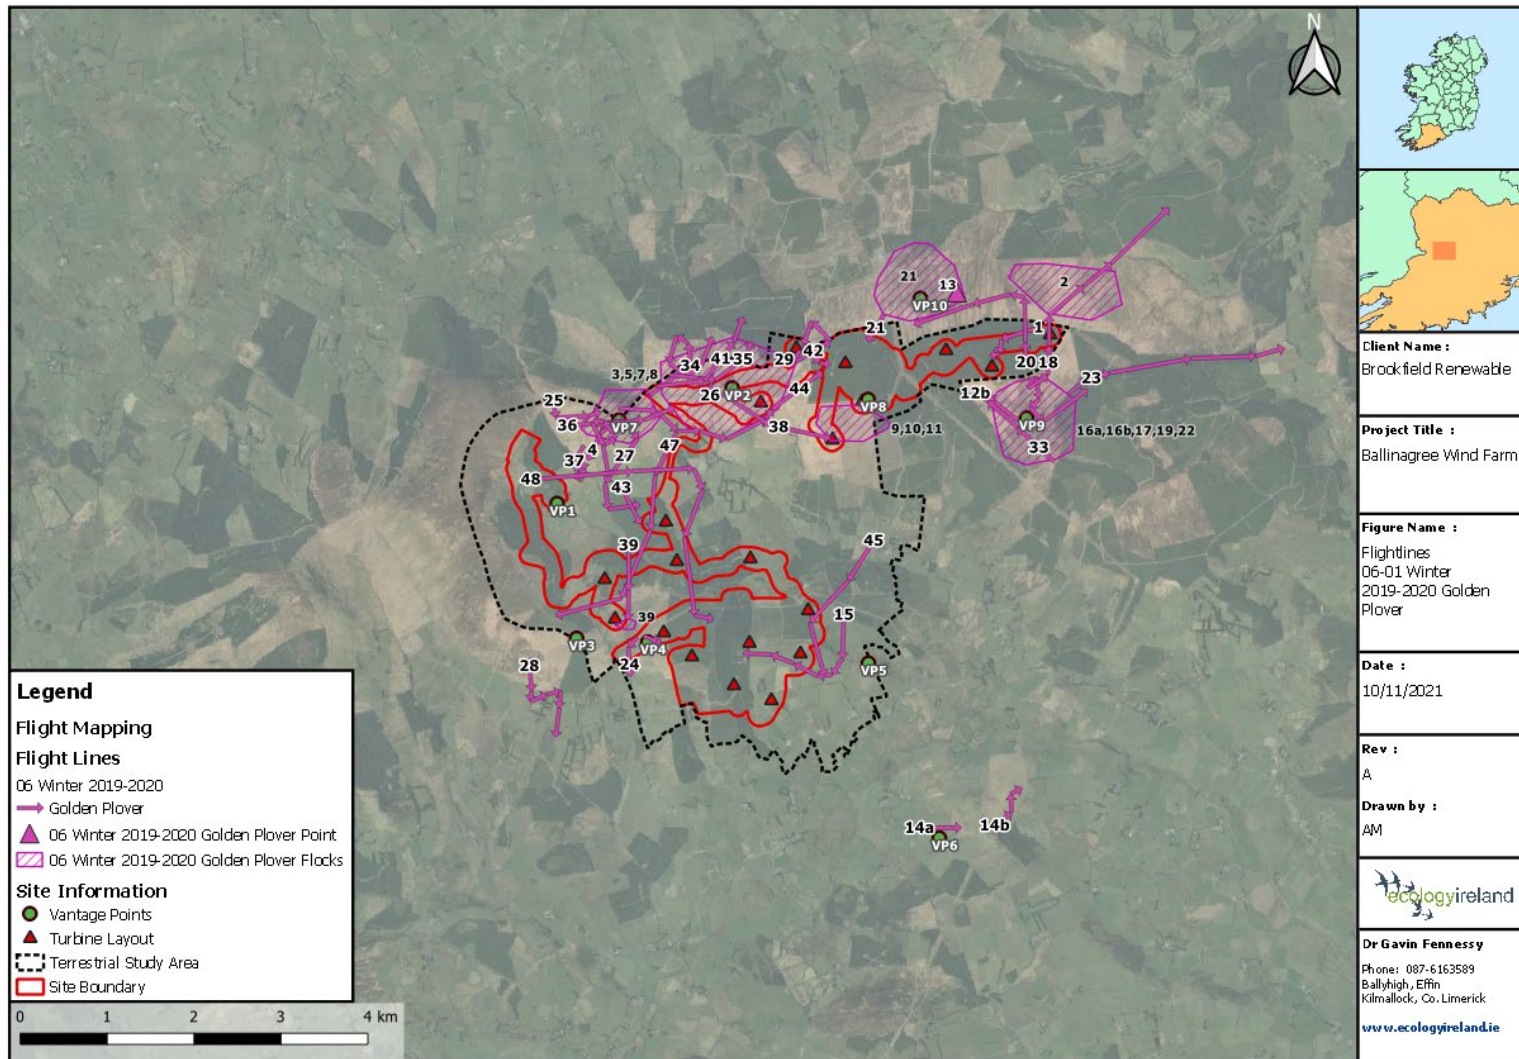 N
21
13
VP10
2
21
1
20
18
23
12b
VP9
33
16a,16b,17,19,22
42
29
41
35
34
3,5,7,8
26
VP2
44
VP8
9,10,11
38
25
36
VP7
4
37
27
47
48
43
VP1
39
45
15
39
VP3
VP4
24
VP5
28
14a
VP6
14b
Legend
Flight Mapping
Flight Lines
06 Winter 2019-2020
Golden Plover
06 Winter 2019-2020 Golden Plover Point
06 Winter 2019-2020 Golden Plover Flocks
Site Information
Vantage Points
Turbine Layout
Terrestrial Study Area
Site Boundary
0 1 2 3 4 km
Client Name :
Brookfield Renewable
Project Title :
Ballinagree Wind Farm
Figure Name :
Flightlines
06-01 Winter
2019-2020 Golden
Plover
Date :
10/11/2021
Rev :
A
Drawn by :
AM
ecologyireland
Dr Gavin Fennessy
Phone: 087-6163589
Ballyhigh, Effin
Kilmallock, Co. Limerick
www.ecologyireland.ie